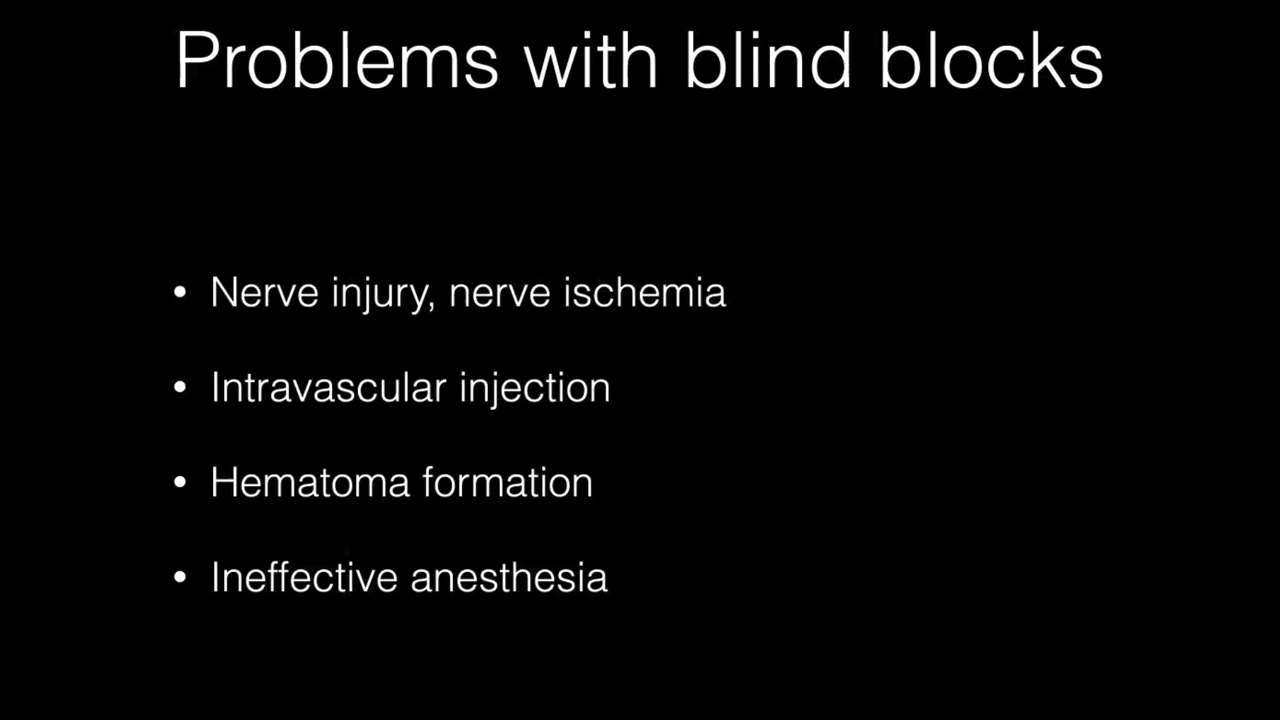 Problems with blind blocks
• Nerve injury, nerve ischemia
• Intravascular injection
• Hematoma formation
• Ineffective anesthesia